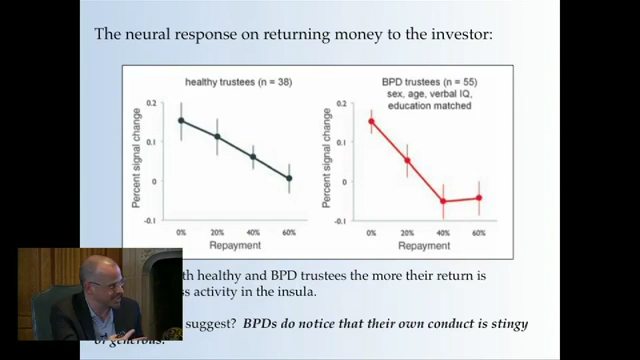 The neural response on returning money to the investor:
healthy trustees (n = 38)
0.2
0.1
0
-0.1
Percent signal change
0%
20%
40%
60%
Repayment
BPD trustees (n = 55)
sex, age, verbal IQ,
education matched
0.2
0.1
0
-0.1
Percent signal change
0%
20%
40%
60%
Repayment
healthy and BPD trustees the more their return is
activity in the insula.
suggest? BPDs do notice that their own conduct is stingy
or generous.